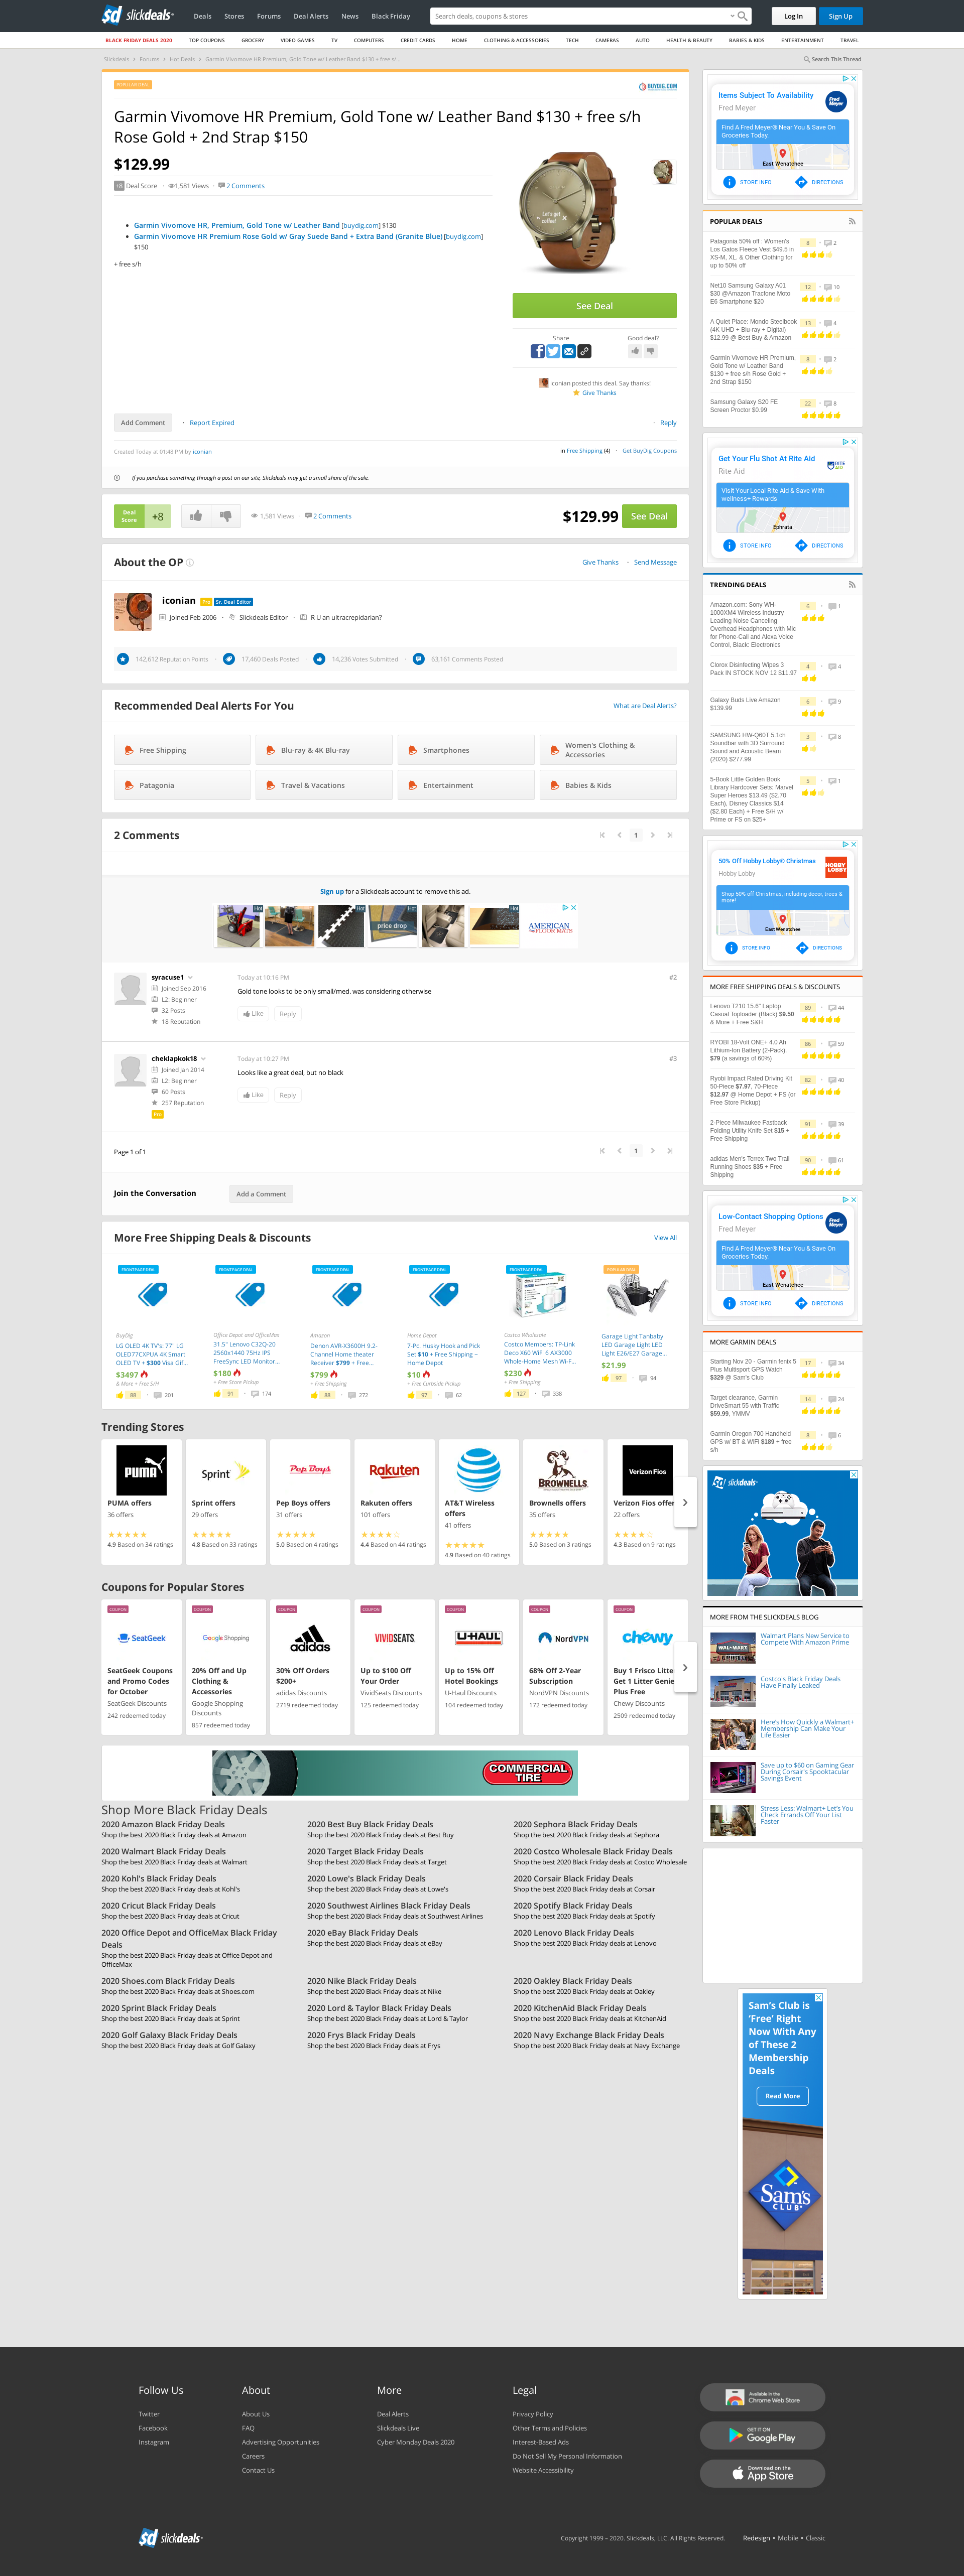 slickdeals
Deals Stores Forums Deal Alerts News Black Friday
Search deals, coupons & stores
Log In Sign Up
BLACK FRIDAY DEALS 2020 TOP COUPONS GROCERY VIDEO GAMES TV COMPUTERS CREDIT CARDS HOME CLOTHING & ACCESSORIES TECH CAMERAS AUTO HEALTH & BEAUTY BABIES & KIDS ENTERTAINMENT TRAVEL
Slickdeals > Forums > Hot Deals > Garmin Vivomove HR Premium, Gold Tone w/ Leather Band $130 + free s/...
Search This Thread
POPULAR DEAL
BUYDIG.COM
Garmin Vivomove HR Premium, Gold Tone w/ Leather Band $130 + free s/h
Rose Gold + 2nd Strap $150
$129.99
+8 Deal Score 1,581 Views 2 Comments
Garmin Vivomove HR, Premium, Gold Tone w/ Leather Band [buydig.com] $130
Garmin Vivomove HR Premium Rose Gold w/ Gray Suede Band + Extra Band (Granite Blue) [buydig.com]
$150
+ free s/h
Let's get
coffee?
See Deal
Share
Good deal?
iconian posted this deal. Say thanks!
Give Thanks
Add Comment Report Expired
Reply
Created Today at 01:48 PM by iconian
in Free Shipping (4) Get BuyDig Coupons
If you purchase something through a post on our site, Slickdeals may get a small share of the sale.
Deal
Score +8
1,581 Views 2 Comments
$129.99 See Deal
About the OP
Give Thanks Send Message
iconian Pro Sr. Deal Editor
Joined Feb 2006 Slickdeals Editor R U an ultracrepidarian?
142,612 Reputation Points 17,460 Deals Posted 14,236 Votes Submitted 63,161 Comments Posted
Recommended Deal Alerts For You
What are Deal Alerts?
Free Shipping
Blu-ray & 4K Blu-ray
Smartphones
Women's Clothing &
Accessories
Patagonia
Travel & Vacations
Entertainment
Babies & Kids
2 Comments
1
Sign up for a Slickdeals account to remove this ad.
Hot
Hot
Hot
price drop
Hot
AMERICAN
FLOOR MATS
syracuse1
Joined Sep 2016
L2: Beginner
32 Posts
18 Reputation
Today at 10:16 PM
#2
Gold tone looks to be only small/med. was considering otherwise
Like Reply
cheklapkok18
Joined Jan 2014
L2: Beginner
60 Posts
257 Reputation
Pro
Today at 10:27 PM
#3
Looks like a great deal, but no black
Like Reply
Page 1 of 1
1
Join the Conversation Add a Comment
More Free Shipping Deals & Discounts
View All
FRONTPAGE DEAL
BuyDig
LG OLED 4K TV's: 77" LG
OLED77CXPUA 4K Smart
OLED TV + $300 Visa Gif...
$3497
& More + Free S/H
88 201
FRONTPAGE DEAL
Office Depot and OfficeMax
31.5" Lenovo C32Q-20
2560x1440 75Hz IPS
FreeSync LED Monitor...
$180
+ Free Store Pickup
91 174
FRONTPAGE DEAL
Amazon
Denon AVR-X3600H 9.2-
Channel Home theater
Receiver $799 + Free...
$799
+ Free Shipping
88 272
FRONTPAGE DEAL
Home Depot
7-Pc. Husky Hook and Pick
Set $10 + Free Shipping ~
Home Depot
$10
+ Free Curbside Pickup
97 62
FRONTPAGE DEAL
Costco Wholesale
Costco Members: TP-Link
Deco X60 WiFi 6 AX3000
Whole-Home Mesh Wi-F...
$230
+ Free Shipping
127 338
POPULAR DEAL
Garage Light Tanbaby
LED Garage Light LED
Light E26/E27 Garage...
$21.99
97 94
Trending Stores
PUMA
PUMA offers
36 offers
4.9 Based on 34 ratings
Sprint
Sprint offers
29 offers
4.8 Based on 33 ratings
Pep Boys
Pep Boys offers
31 offers
5.0 Based on 4 ratings
Rakuten
Rakuten offers
101 offers
4.4 Based on 44 ratings
AT&T Wireless
offers
41 offers
4.9 Based on 40 ratings
BROWNELLS
Brownells offers
35 offers
5.0 Based on 3 ratings
Verizon Fios
Verizon Fios offer
22 offers
4.3 Based on 9 ratings
Coupons for Popular Stores
COUPON
SeatGeek
SeatGeek Coupons
and Promo Codes
for October
SeatGeek Discounts
242 redeemed today
COUPON
Google Shopping
20% Off and Up
Clothing &
Accessories
Google Shopping
Discounts
857 redeemed today
COUPON
adidas
30% Off Orders
$200+
adidas Discounts
2719 redeemed today
COUPON
VIVIDSEATS
Up to $100 Off
Your Order
VividSeats Discounts
125 redeemed today
COUPON
U-HAUL
Up to 15% Off
Hotel Bookings
U-Haul Discounts
104 redeemed today
COUPON
NordVPN
68% Off 2-Year
Subscription
NordVPN Discounts
172 redeemed today
COUPON
chewy
Buy 1 Frisco Litter
Get 1 Litter Genie
Plus Free
Chewy Discounts
2509 redeemed today
COMMERCIAL
TIRE
Shop More Black Friday Deals
2020 Amazon Black Friday Deals
Shop the best 2020 Black Friday deals at Amazon
2020 Best Buy Black Friday Deals
Shop the best 2020 Black Friday deals at Best Buy
2020 Sephora Black Friday Deals
Shop the best 2020 Black Friday deals at Sephora
2020 Walmart Black Friday Deals
Shop the best 2020 Black Friday deals at Walmart
2020 Target Black Friday Deals
Shop the best 2020 Black Friday deals at Target
2020 Costco Wholesale Black Friday Deals
Shop the best 2020 Black Friday deals at Costco Wholesale
2020 Kohl's Black Friday Deals
Shop the best 2020 Black Friday deals at Kohl's
2020 Lowe's Black Friday Deals
Shop the best 2020 Black Friday deals at Lowe's
2020 Corsair Black Friday Deals
Shop the best 2020 Black Friday deals at Corsair
2020 Cricut Black Friday Deals
Shop the best 2020 Black Friday deals at Cricut
2020 Southwest Airlines Black Friday Deals
Shop the best 2020 Black Friday deals at Southwest Airlines
2020 Spotify Black Friday Deals
Shop the best 2020 Black Friday deals at Spotify
2020 Office Depot and OfficeMax Black Friday
Deals
Shop the best 2020 Black Friday deals at Office Depot and
OfficeMax
2020 eBay Black Friday Deals
Shop the best 2020 Black Friday deals at eBay
2020 Lenovo Black Friday Deals
Shop the best 2020 Black Friday deals at Lenovo
2020 Shoes.com Black Friday Deals
Shop the best 2020 Black Friday deals at Shoes.com
2020 Nike Black Friday Deals
Shop the best 2020 Black Friday deals at Nike
2020 Oakley Black Friday Deals
Shop the best 2020 Black Friday deals at Oakley
2020 Sprint Black Friday Deals
Shop the best 2020 Black Friday deals at Sprint
2020 Lord & Taylor Black Friday Deals
Shop the best 2020 Black Friday deals at Lord & Taylor
2020 KitchenAid Black Friday Deals
Shop the best 2020 Black Friday deals at KitchenAid
2020 Golf Galaxy Black Friday Deals
Shop the best 2020 Black Friday deals at Golf Galaxy
2020 Frys Black Friday Deals
Shop the best 2020 Black Friday deals at Frys
2020 Navy Exchange Black Friday Deals
Shop the best 2020 Black Friday deals at Navy Exchange
Items Subject To Availability
Fred Meyer
Find A Fred Meyer® Near You & Save On
Groceries Today.
East Wenatchee
STORE INFO DIRECTIONS
POPULAR DEALS
Patagonia 50% off : Women's
Los Gatos Fleece Vest $49.5 in
XS-M, XL. & Other Clothing for
up to 50% off
8 2
Net10 Samsung Galaxy A01
$30 @Amazon Tracfone Moto
E6 Smartphone $20
12 10
A Quiet Place: Mondo Steelbook
(4K UHD + Blu-ray + Digital)
$12.99 @ Best Buy & Amazon
13 4
Garmin Vivomove HR Premium,
Gold Tone w/ Leather Band
$130 + free s/h Rose Gold +
2nd Strap $150
8 2
Samsung Galaxy S20 FE
Screen Proctor $0.99
22 8
Get Your Flu Shot At Rite Aid
Rite Aid
Visit Your Local Rite Aid & Save With
wellness+ Rewards
Ephrata
STORE INFO DIRECTIONS
TRENDING DEALS
Amazon.com: Sony WH-
1000XM4 Wireless Industry
Leading Noise Canceling
Overhead Headphones with Mic
for Phone-Call and Alexa Voice
Control, Black: Electronics
6 1
Clorox Disinfecting Wipes 3
Pack IN STOCK NOV 12 $11.97
4 4
Galaxy Buds Live Amazon
$139.99
6 9
SAMSUNG HW-Q60T 5.1ch
Soundbar with 3D Surround
Sound and Acoustic Beam
(2020) $277.99
3 8
5-Book Little Golden Book
Library Hardcover Sets: Marvel
Super Heroes $13.49 ($2.70
Each), Disney Classics $14
($2.80 Each) + Free S/H w/
Prime or FS on $25+
5 1
50% Off Hobby Lobby® Christmas
Hobby Lobby
HOBBY
LOBBY
Shop 50% off Christmas, including decor, trees &
more!
East Wenatchee
STORE INFO DIRECTIONS
MORE FREE SHIPPING DEALS & DISCOUNTS
Lenovo T210 15.6" Laptop
Casual Toploader (Black) $9.50
& More + Free S&H
89 44
RYOBI 18-Volt ONE+ 4.0 Ah
Lithium-Ion Battery (2-Pack).
$79 (a savings of 60%)
86 59
Ryobi Impact Rated Driving Kit
50-Piece $7.97, 70-Piece
$12.97 @ Home Depot + FS (or
Free Store Pickup)
82 40
2-Piece Milwaukee Fastback
Folding Utility Knife Set $15 +
Free Shipping
91 39
adidas Men's Terrex Two Trail
Running Shoes $35 + Free
Shipping
90 61
Low-Contact Shopping Options
Fred Meyer
Find A Fred Meyer® Near You & Save On
Groceries Today.
East Wenatchee
STORE INFO DIRECTIONS
MORE GARMIN DEALS
Starting Nov 20 - Garmin fenix 5
Plus Multisport GPS Watch
$329 @ Sam's Club
17 34
Target clearance, Garmin
DriveSmart 55 with Traffic
$59.99, YMMV
14 24
Garmin Oregon 700 Handheld
GPS w/ BT & WiFi $189 + free
s/h
8 6
slickdeals
MORE FROM THE SLICKDEALS BLOG
Walmart Plans New Service to
Compete With Amazon Prime
Costco's Black Friday Deals
Have Finally Leaked
Here's How Quickly a Walmart+
Membership Can Make Your
Life Easier
Save up to $60 on Gaming Gear
During Corsair's Spooktacular
Savings Event
Stress Less: Walmart+ Let's You
Check Errands Off Your List
Faster
Sam's Club is
'Free' Right
Now With Any
of These 2
Membership
Deals
Read More
Sam's
CLUB
Follow Us
Twitter
Facebook
Instagram
About
About Us
FAQ
Advertising Opportunities
Careers
Contact Us
More
Deal Alerts
Slickdeals Live
Cyber Monday Deals 2020
Legal
Privacy Policy
Other Terms and Policies
Interest-Based Ads
Do Not Sell My Personal Information
Website Accessibility
Available in the
Chrome Web Store
GET IT ON
Google Play
Download on the
App Store
slickdeals
Copyright 1999 – 2020. Slickdeals, LLC. All Rights Reserved. Redesign • Mobile • Classic